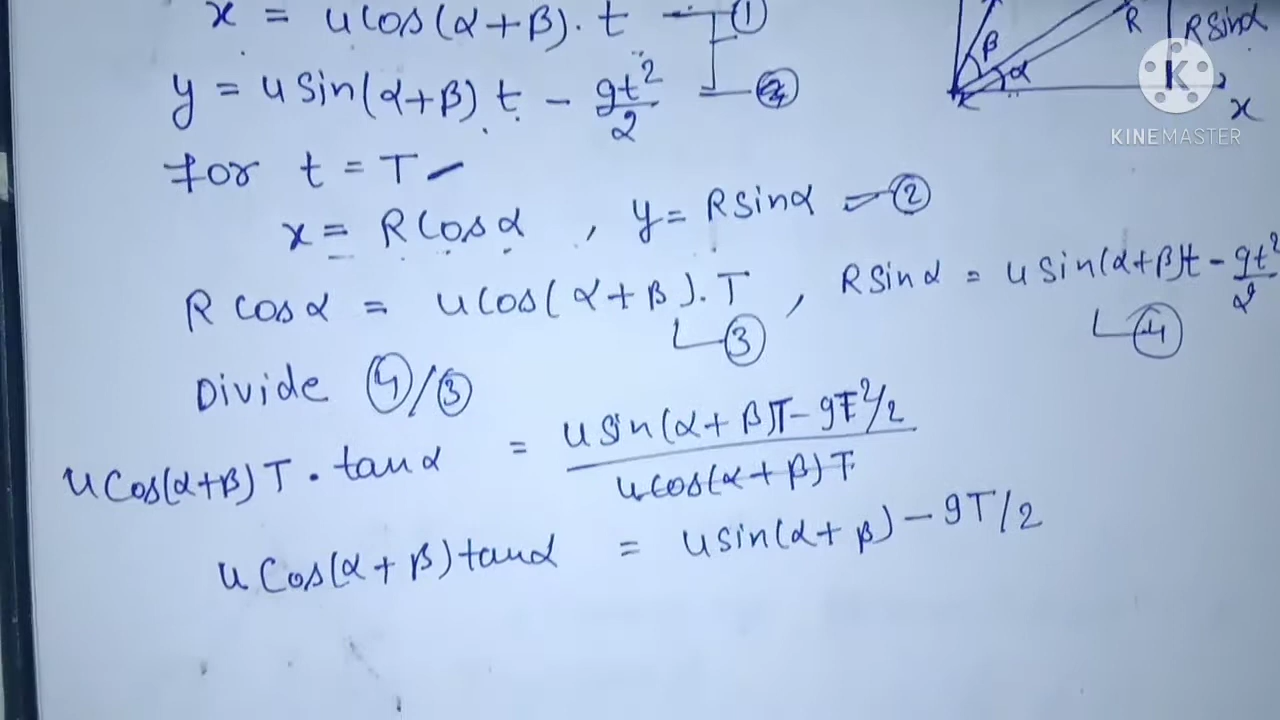 x = u cos(α+β). t — ①
y = u sin(α+β) t - gt²/2 — ②
for t = T
x = R cos α , y = R sin α — ②
R cos α = u cos(α+β). T — ③ , R sin α = u sin(α+β)t - gt²/2 — ④
Divide ④/③
u cos(α+β) T . tan α = u sin(α+β)T - gT²/2 / u cos(α+β) T
u cos(α+β) tan α = u sin(α+β) - gT/2
β
α
R
R sin α
x
K
KINEMASTER